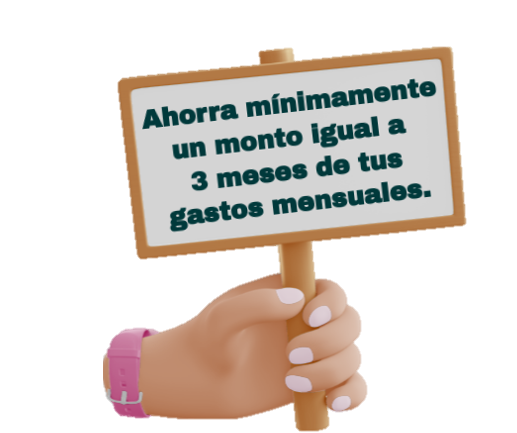 Ahorra mínimamente
un monto igual a
3 meses de tus
gastos mensuales.